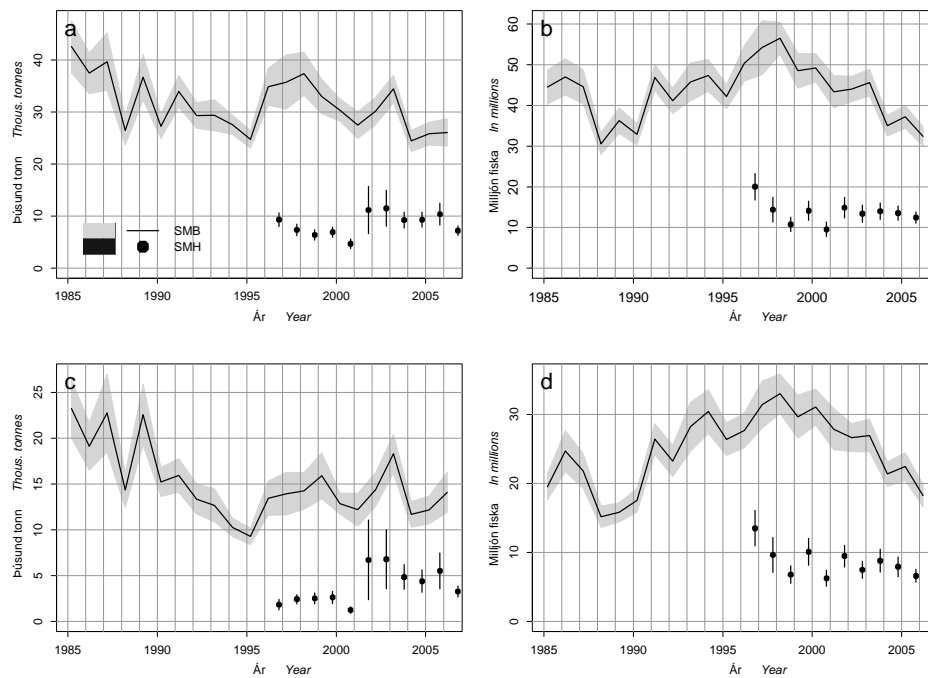 a
Þúsund tonn Thous. tonnes
0 10 20 30 40
SMB
SMH
1985 1990 1995 2000 2005
Ár Year
b
Milljón fiska In millions
0 10 20 30 40 50 60
1985 1990 1995 2000 2005
Ár Year
c
Þúsund tonn Thous. tonnes
0 5 10 15 20 25
1985 1990 1995 2000 2005
Ár Year
d
Milljón fiska In millions
0 10 20 30
1985 1990 1995 2000 2005
Ár Year